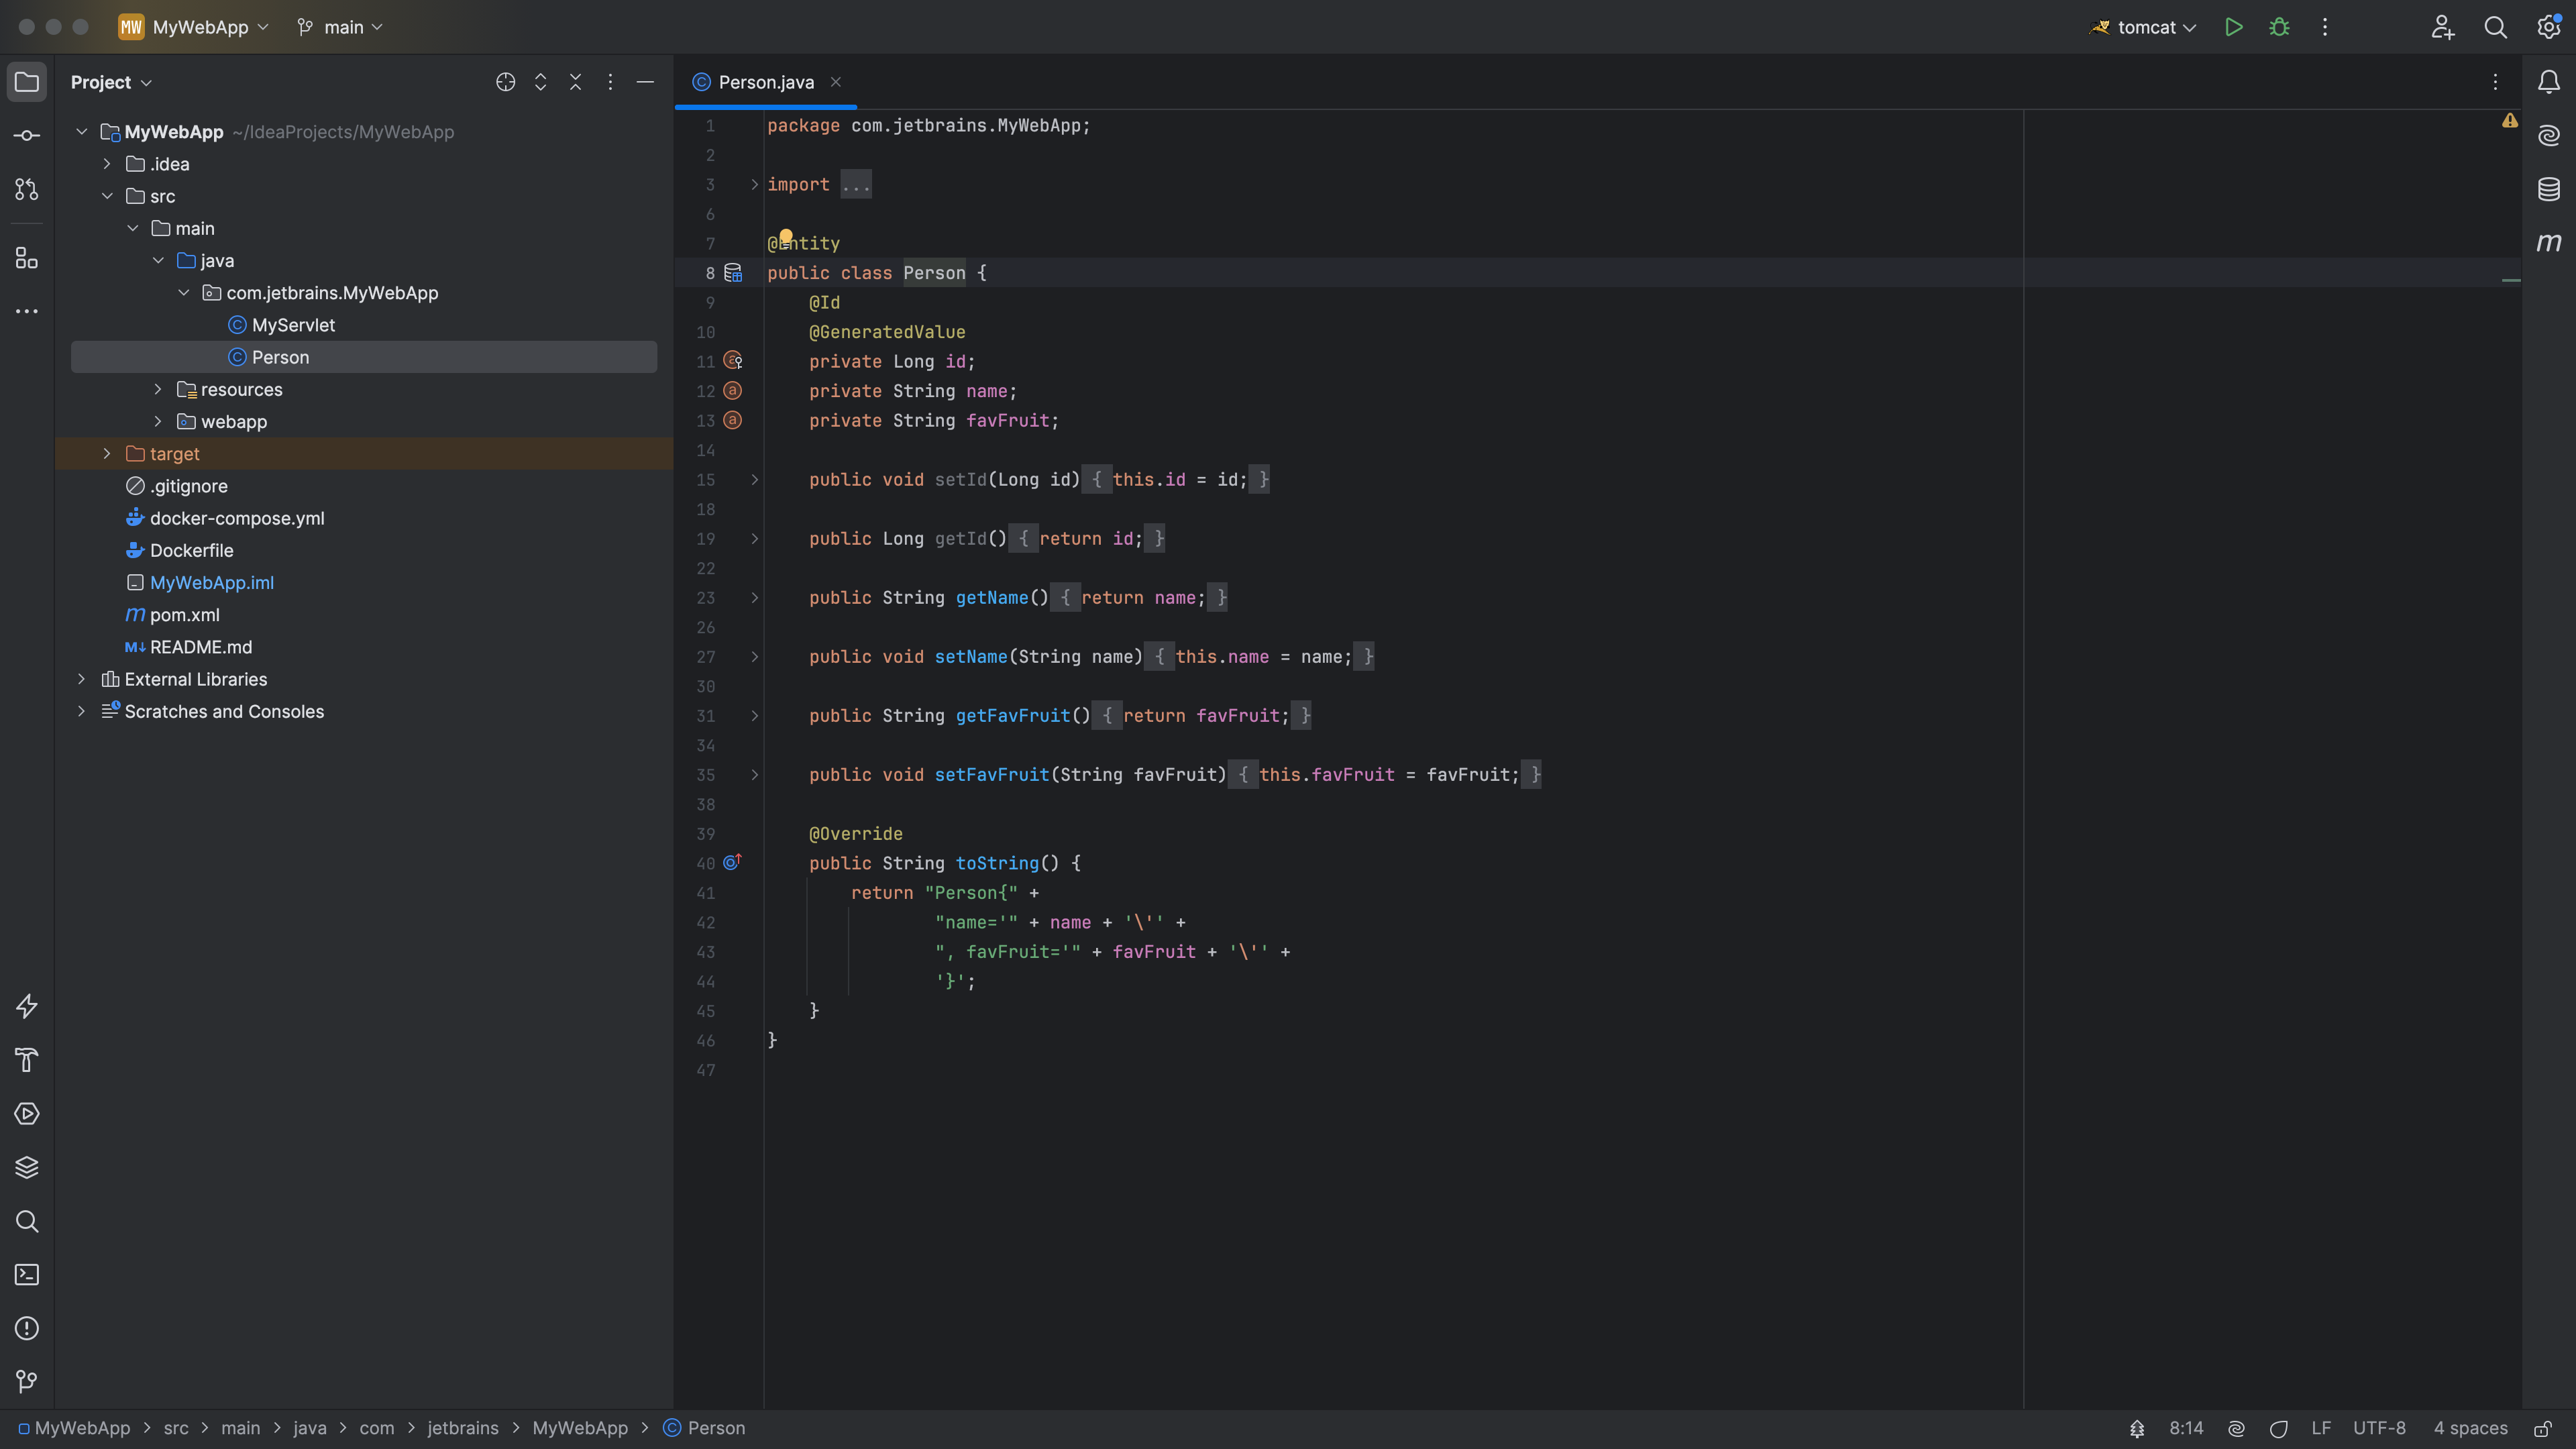 MW MyWebApp main tomcat
Project
MyWebApp ~/IdeaProjects/MyWebApp
.idea
src
main
java
com.jetbrains.MyWebApp
MyServlet
Person
resources
webapp
target
.gitignore
docker-compose.yml
Dockerfile
MyWebApp.iml
pom.xml
README.md
External Libraries
Scratches and Consoles
Person.java
1 package com.jetbrains.MyWebApp;
2
3 import ...
6
7 @Entity
8 public class Person {
9 @Id
10 @GeneratedValue
11 private Long id;
12 private String name;
13 private String favFruit;
14
15 public void setId(Long id) { this.id = id; }
18
19 public Long getId() { return id; }
22
23 public String getName() { return name; }
26
27 public void setName(String name) { this.name = name; }
30
31 public String getFavFruit() { return favFruit; }
34
35 public void setFavFruit(String favFruit) { this.favFruit = favFruit; }
38
39 @Override
40 public String toString() {
41 return "Person{" +
42 "name='" + name + '\'' +
43 ", favFruit='" + favFruit + '\'' +
44 '}';
45 }
46 }
47
MyWebApp > src > main > java > com > jetbrains > MyWebApp > Person
8:14 LF UTF-8 4 spaces